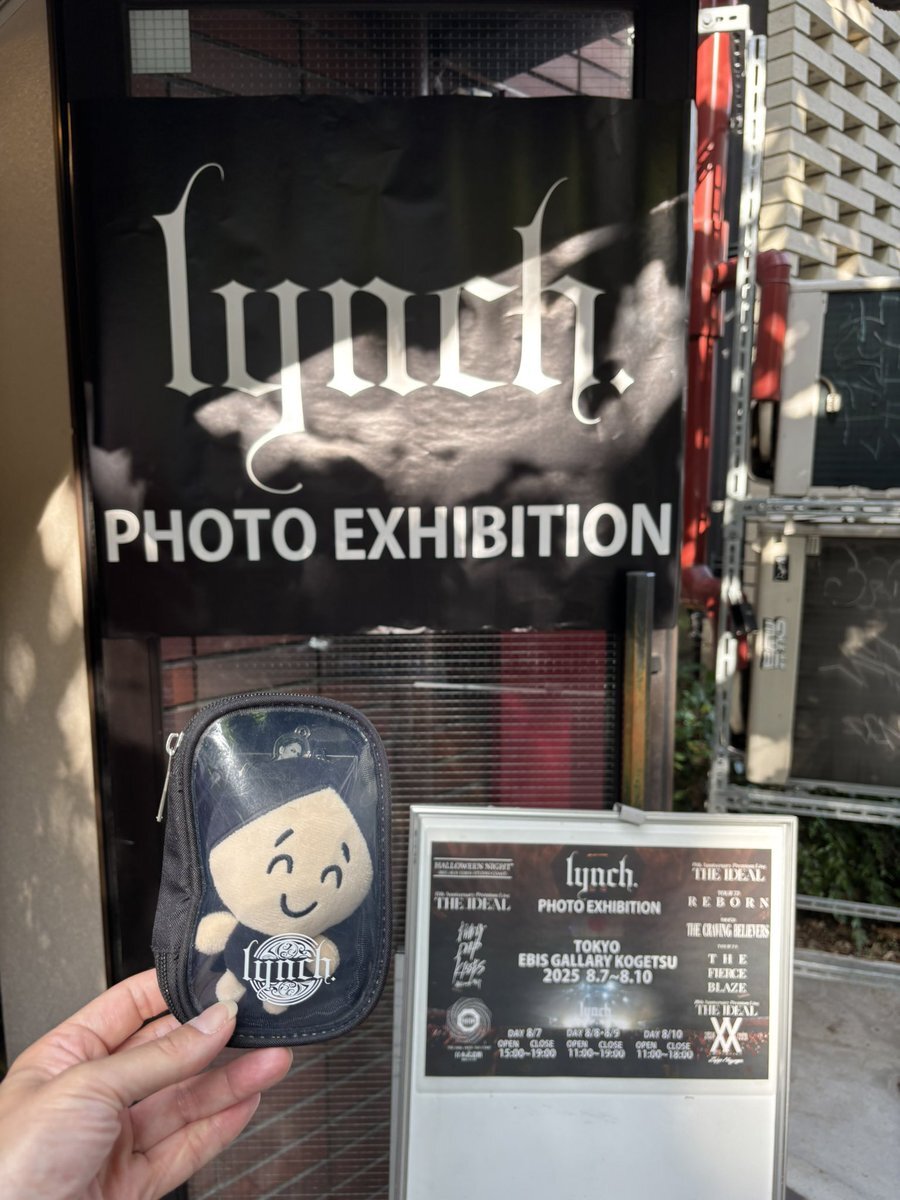 lynch.
PHOTO EXHIBITION
lynch.
HALLOWEEN NIGHT
THE IDEAL
lynch.
PHOTO EXHIBITION
TOKYO
EBIS GALLARY KOGETSU
2025 8.7~8.10
DAY 8/7
OPEN CLOSE
15:00~19:00
DAY 8/8・8/9
OPEN CLOSE
11:00~19:00
DAY 8/10
OPEN CLOSE
11:00~18:00
THE IDEAL
REBORN
THE CRAVING BELIEVERS
THE
FIERCE
BLAZE
THE IDEAL